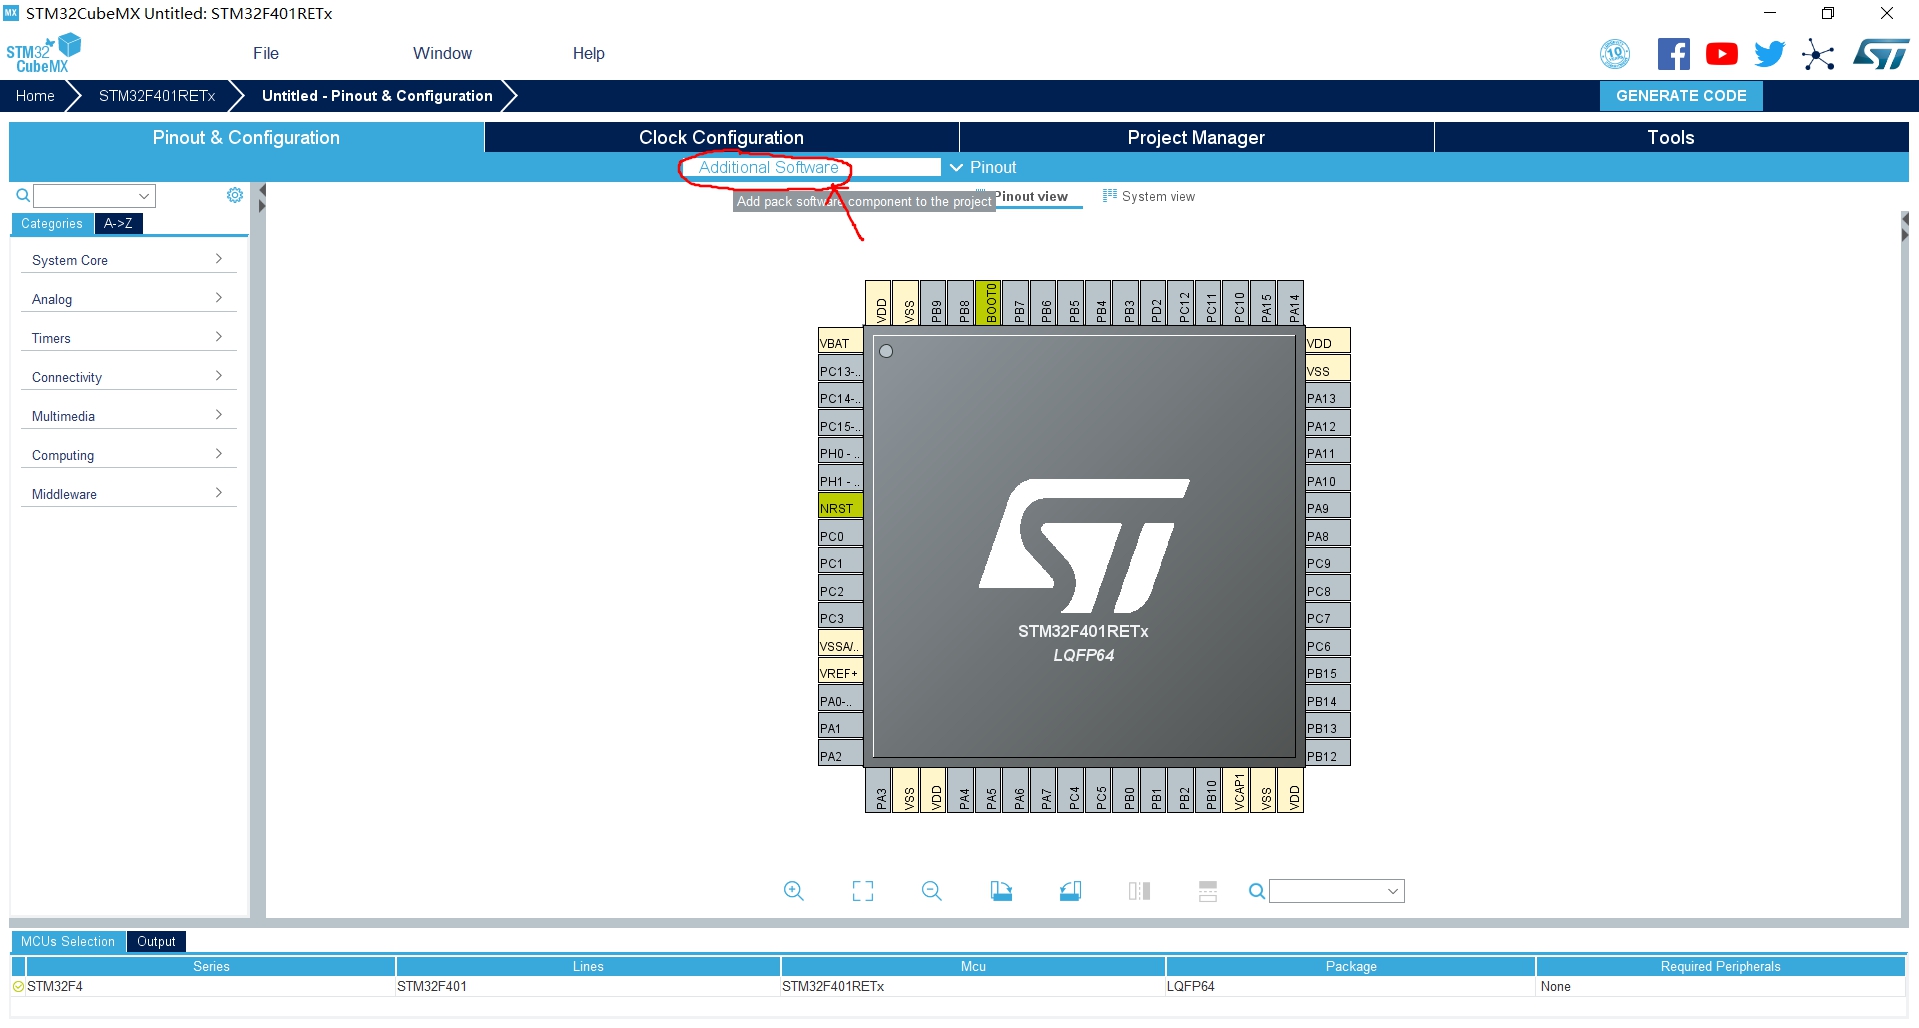 MX STM32CubeMX Untitled: STM32F401RETx
STM32
CubeMX
File Window Help
10
ST
Home STM32F401RETx Untitled - Pinout & Configuration GENERATE CODE
Pinout & Configuration Clock Configuration Project Manager Tools
Additional Software Pinout
Add pack software component to the project
Pinout view System view
Categories A->Z
System Core
Analog
Timers
Connectivity
Multimedia
Computing
Middleware
VDD VSS PB9 PB8 BOOT0 PB7 PB6 PB5 PB4 PB3 PD2 PC12 PC11 PC10 PA15 PA14
VBAT
PC13-..
PC14-..
PC15-..
PH0 - ..
PH1 - ..
NRST
PC0
PC1
PC2
PC3
VSSA/..
VREF+
PA0-..
PA1
PA2
ST
STM32F401RETx
LQFP64
VDD
VSS
PA13
PA12
PA11
PA10
PA9
PA8
PC9
PC8
PC7
PC6
PB15
PB14
PB13
PB12
PA3 VSS VDD PA4 PA5 PA6 PA7 PC4 PC5 PB0 PB1 PB2 PB10 VCAP1 VSS VDD
MCUs Selection Output
Series Lines Mcu Package Required Peripherals
STM32F4 STM32F401 STM32F401RETx LQFP64 None